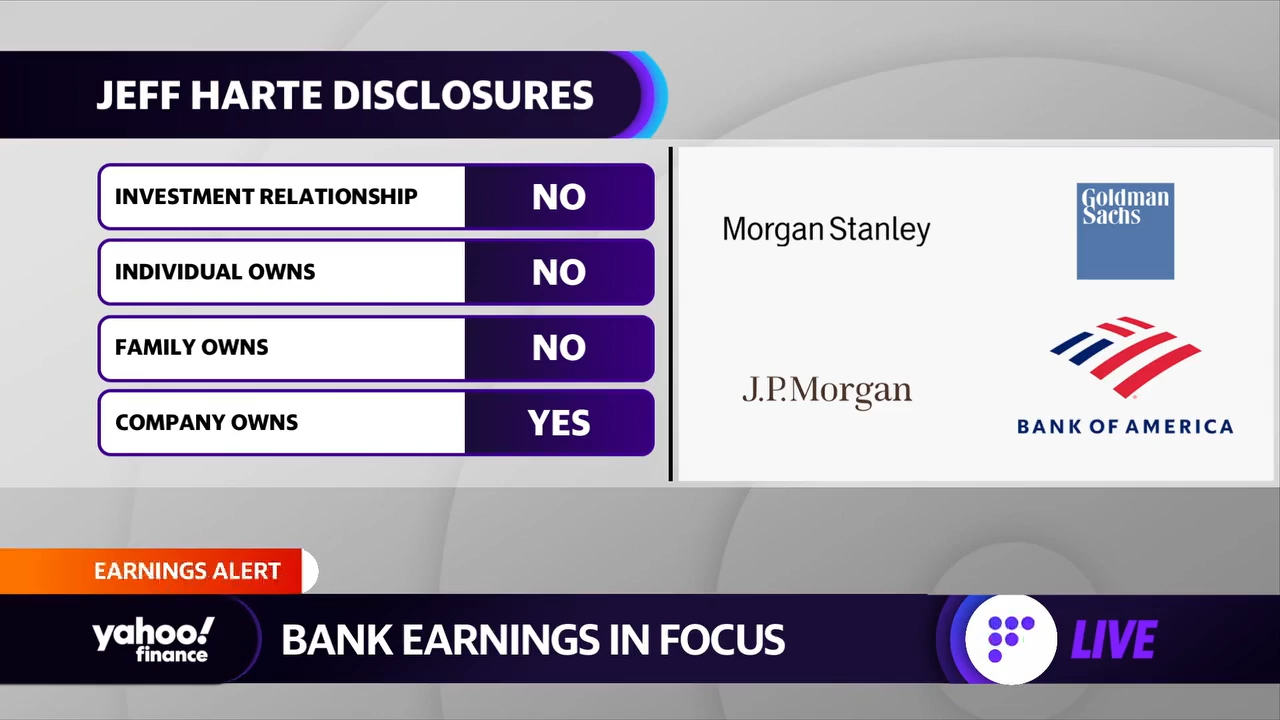 JEFF HARTE DISCLOSURES
INVESTMENT RELATIONSHIP NO
INDIVIDUAL OWNS NO
FAMILY OWNS NO
COMPANY OWNS YES
Morgan Stanley
Goldman
Sachs
J.P.Morgan
BANK OF AMERICA
EARNINGS ALERT
yahoo!
finance
BANK EARNINGS IN FOCUS
LIVE